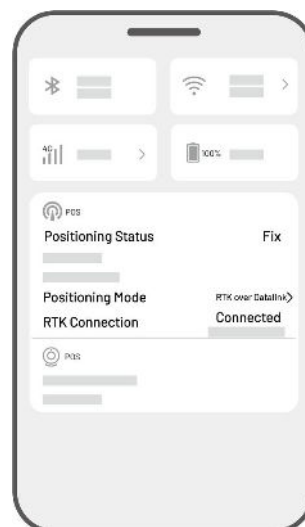 4G
100%
POS
Positioning Status Fix
Positioning Mode RTK over Datalink>
RTK Connection Connected
POS